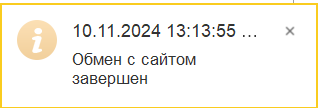 10.11.2024 13:13:55 ...
Обмен с сайтом
завершен